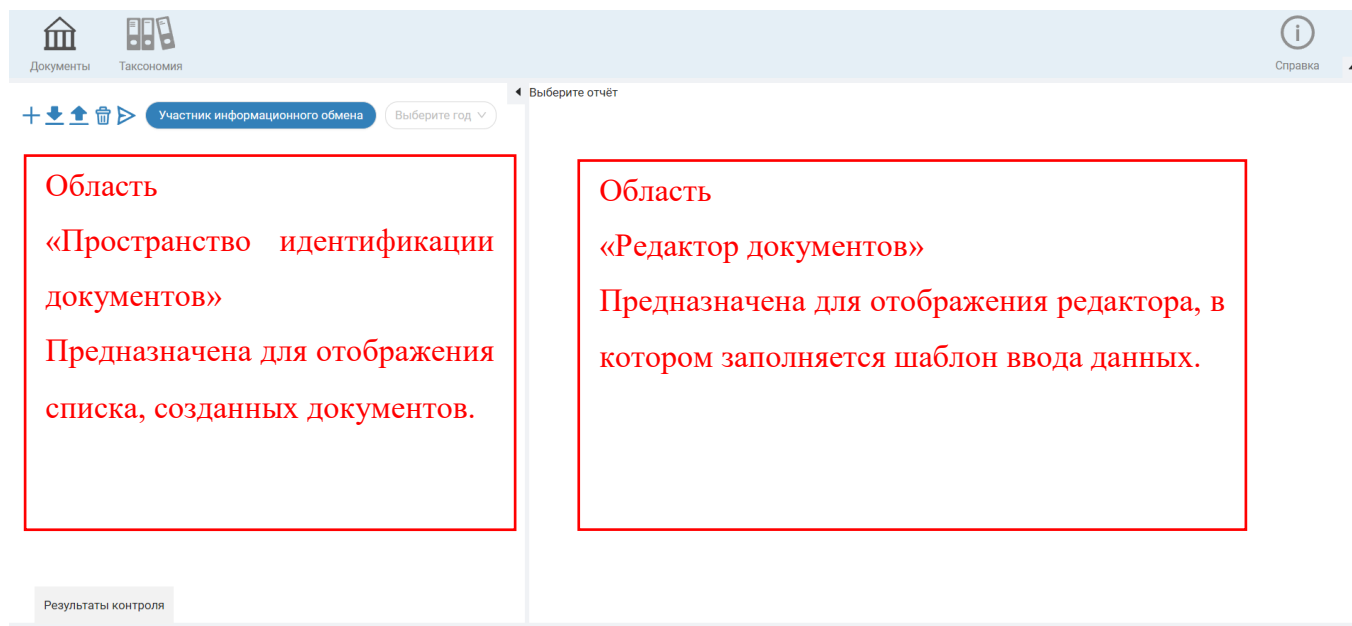 Документы
Таксономия
Справка
Участник информационного обмена
Выберите год
Выберите отчёт
Область
«Пространство идентификации
документов»
Предназначена для отображения
списка, созданных документов.
Область
«Редактор документов»
Предназначена для отображения редактора, в
котором заполняется шаблон ввода данных.
Результаты контроля